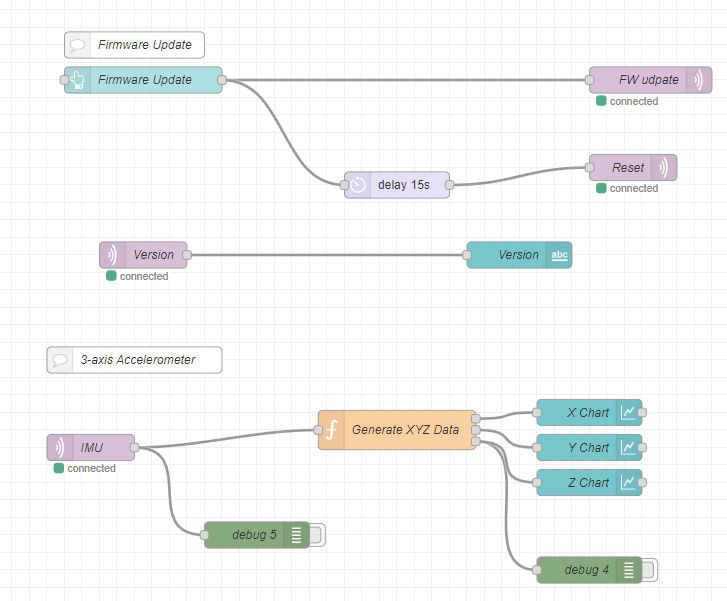 Firmware Update
Firmware Update
FW udpate
connected
Reset
connected
delay 15s
Version
connected
Version
abc
3-axis Accelerometer
IMU
connected
f
Generate XYZ Data
X Chart
Y Chart
Z Chart
debug 5
debug 4